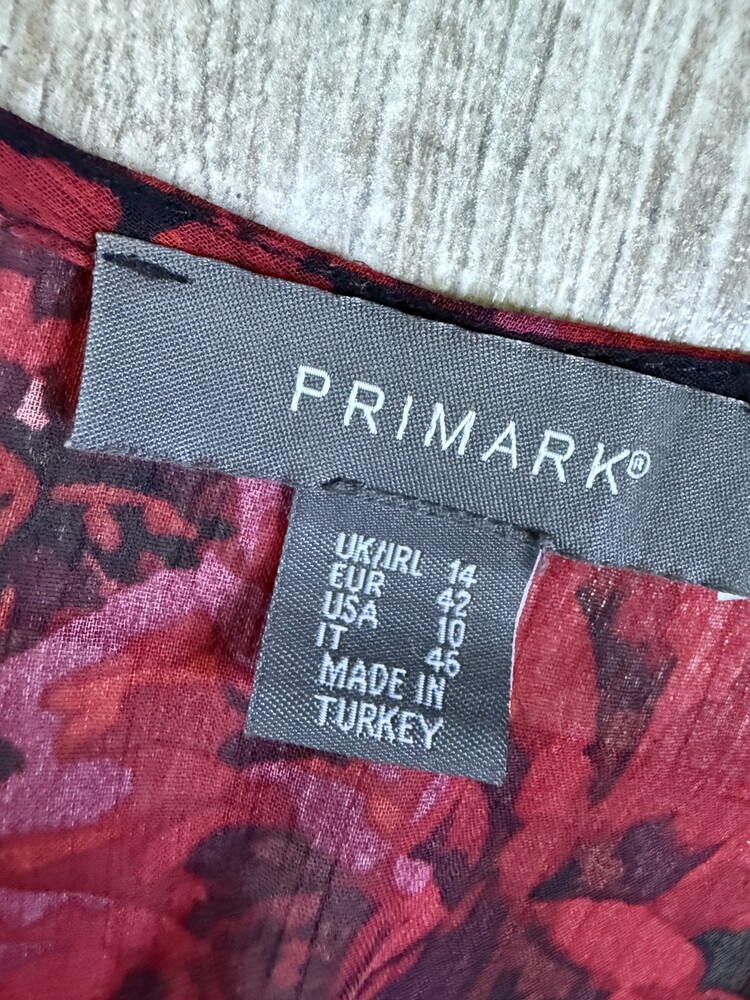 PRIMARK®
UK/IRL 14
EUR 42
USA 10
IT 46
MADE IN
TURKEY